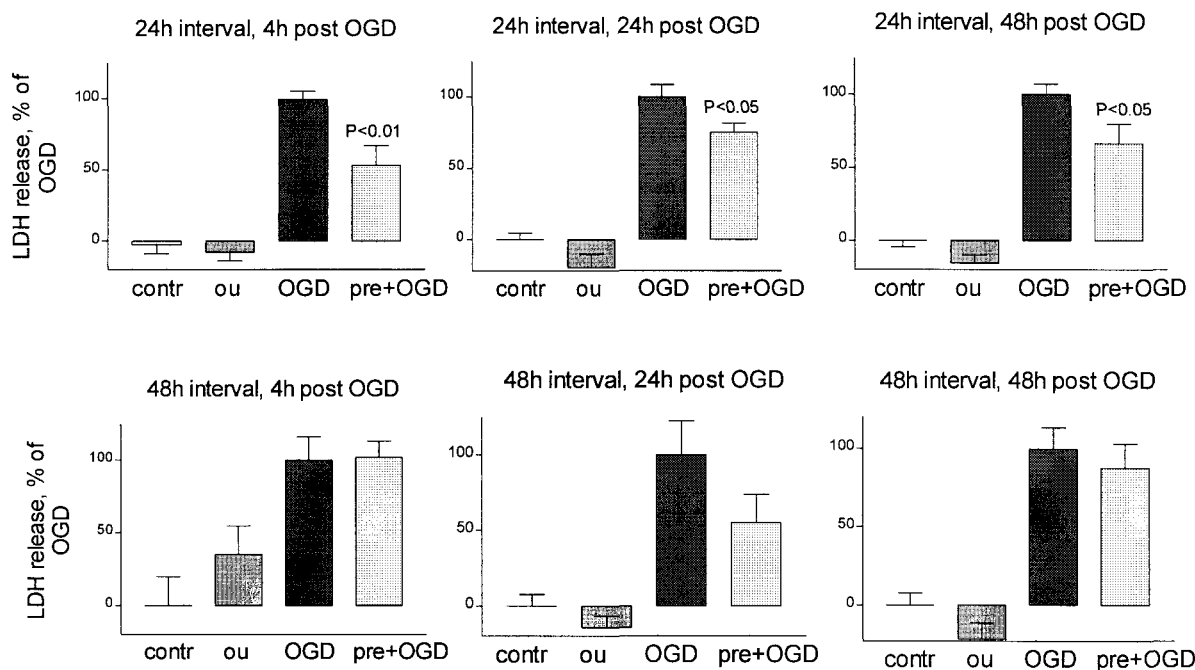 24h interval, 4h post OGD
24h interval, 24h post OGD
24h interval, 48h post OGD
LDH release, % of
OGD
100
50
0
P<0.01
contr ou OGD pre+OGD
100
50
0
P<0.05
contr ou OGD pre+OGD
100
50
0
P<0.05
contr ou OGD pre+OGD
48h interval, 4h post OGD
48h interval, 24h post OGD
48h interval, 48h post OGD
LDH release, % of
OGD
100
50
0
contr ou OGD pre+OGD
100
50
0
contr ou OGD pre+OGD
100
50
0
contr ou OGD pre+OGD